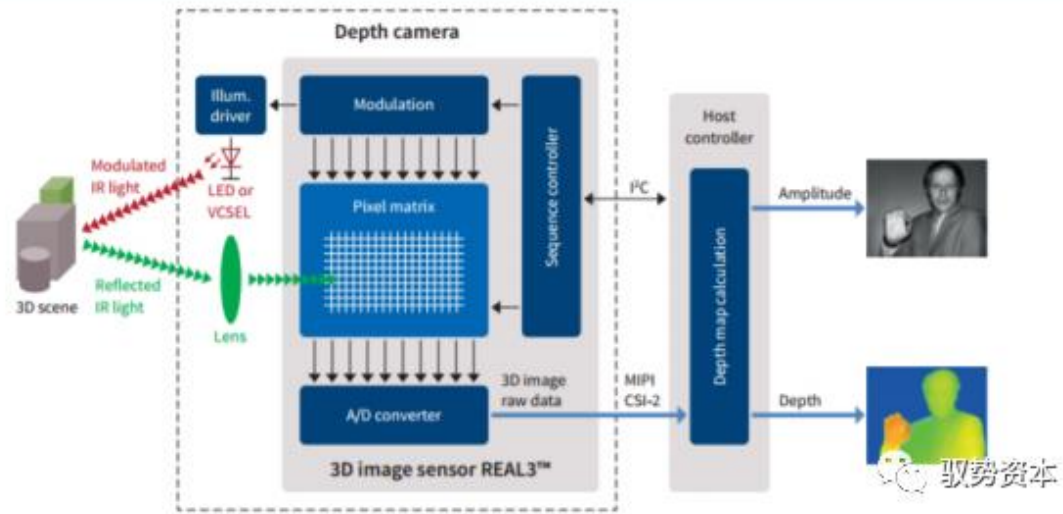 Depth camera
Illum.
driver
Modulation
Sequence controller
Host
controller
Modulated
IR light
LED or
VCSEL
Pixel matrix
I²C
Amplitude
Depth map calculation
3D scene
Reflected
IR light
Lens
3D image
raw data
MIPI
CSI-2
Depth
A/D converter
3D image sensor REAL3™
驭势资本